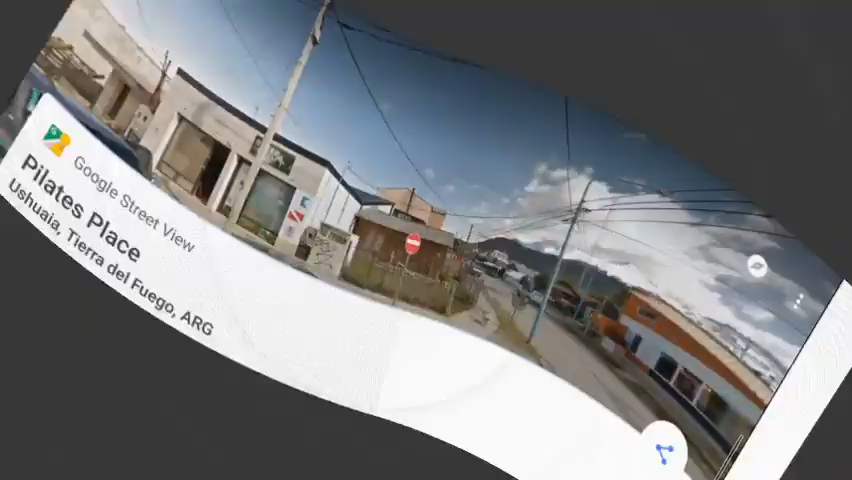 Google Street View
Pilates Place
Ushuaia, Tierra del Fuego, ARG